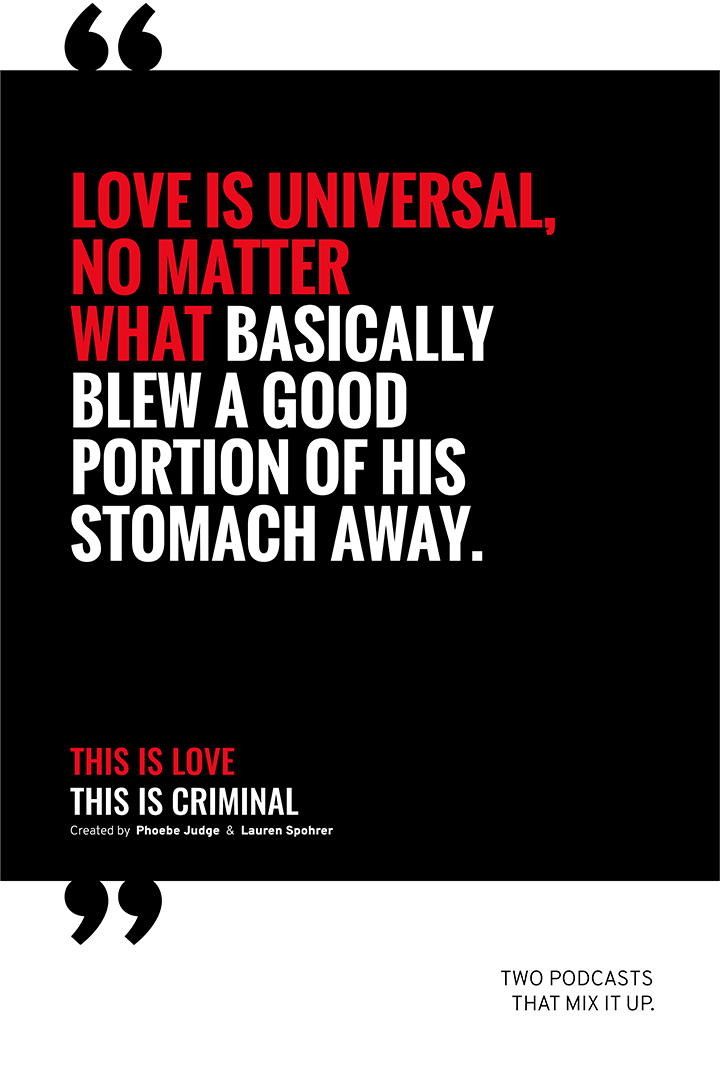 “
LOVE IS UNIVERSAL,
NO MATTER
WHAT BASICALLY
BLEW A GOOD
PORTION OF HIS
STOMACH AWAY.
THIS IS LOVE
THIS IS CRIMINAL
Created by Phoebe Judge & Lauren Spohrer
”
TWO PODCASTS
THAT MIX IT UP.